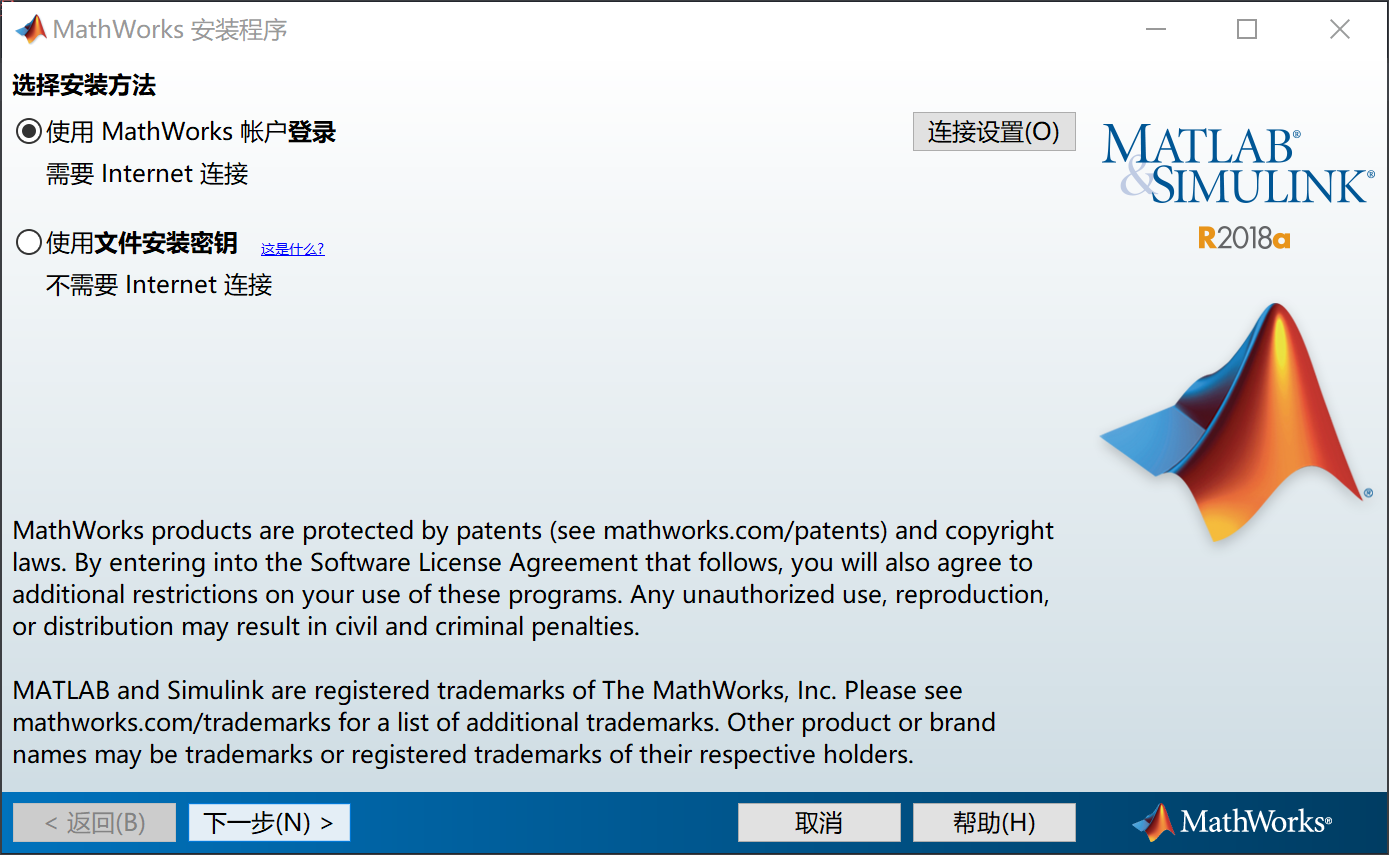 MathWorks 安装程序
选择安装方法
使用 MathWorks 帐户登录
连接设置(O)
需要 Internet 连接
使用文件安装密钥 这是什么?
不需要 Internet 连接
MATLAB®
&SIMULINK®
R2018a
®
MathWorks products are protected by patents (see mathworks.com/patents) and copyright
laws. By entering into the Software License Agreement that follows, you will also agree to
additional restrictions on your use of these programs. Any unauthorized use, reproduction,
or distribution may result in civil and criminal penalties.
MATLAB and Simulink are registered trademarks of The MathWorks, Inc. Please see
mathworks.com/trademarks for a list of additional trademarks. Other product or brand
names may be trademarks or registered trademarks of their respective holders.
< 返回(B) 下一步(N) > 取消 帮助(H) MathWorks®